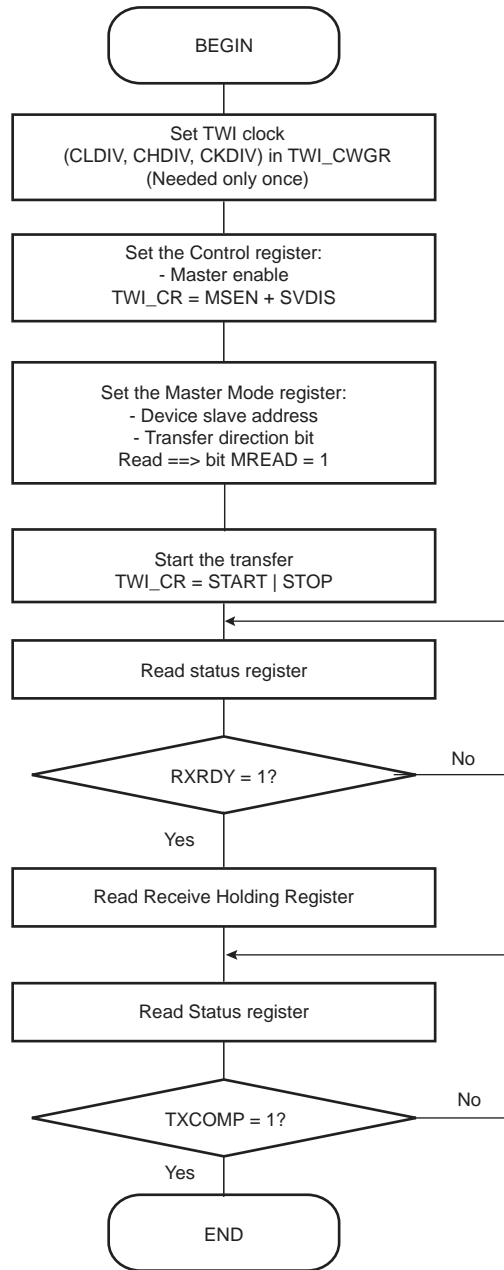 BEGIN
Set TWI clock
(CLDIV, CHDIV, CKDIV) in TWI_CWGR
(Needed only once)
Set the Control register:
- Master enable
TWI_CR = MSEN + SVDIS
Set the Master Mode register:
- Device slave address
- Transfer direction bit
Read ==> bit MREAD = 1
Start the transfer
TWI_CR = START | STOP
Read status register
RXRDY = 1?
No
Yes
Read Receive Holding Register
Read Status register
TXCOMP = 1?
No
Yes
END